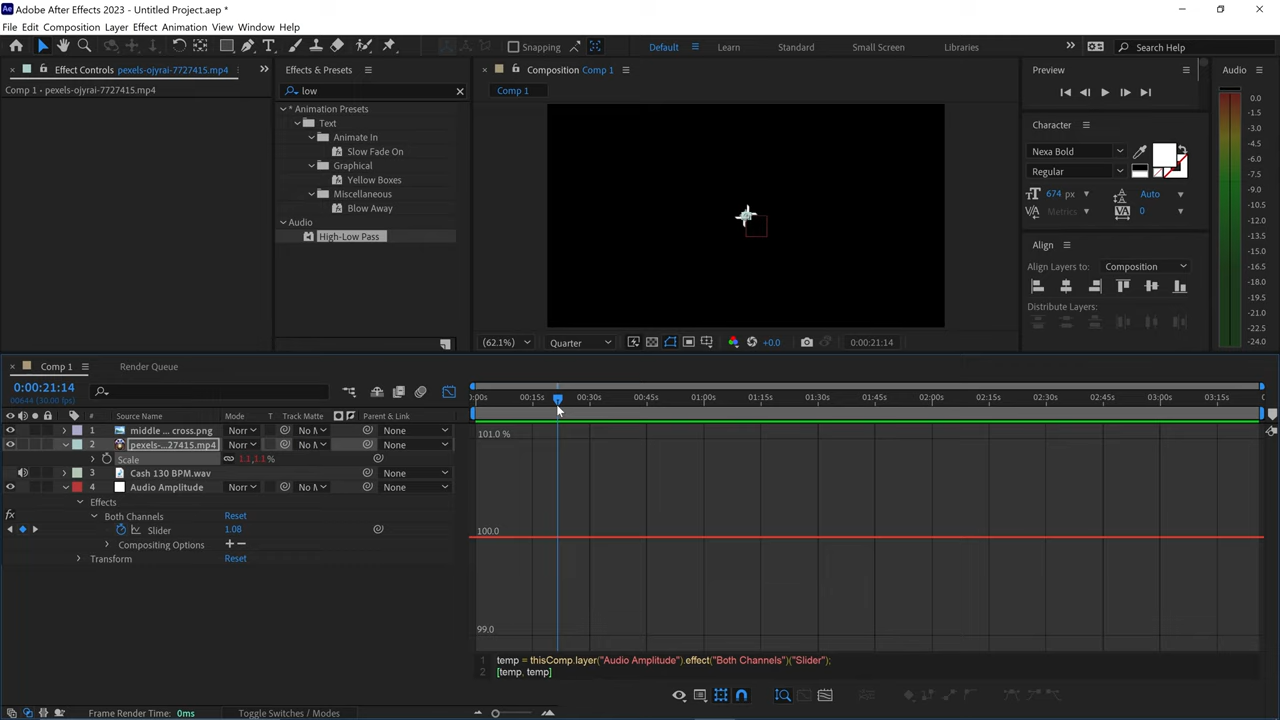 Adobe After Effects 2023 - Untitled Project.aep *
File Edit Composition Layer Effect Animation View Window Help
Snapping Default Learn Standard Small Screen Libraries Search Help
Effect Controls pexels-ojyrai-7727415.mp4
Comp 1 • pexels-ojyrai-7727415.mp4
Effects & Presets
low
* Animation Presets
Text
Animate In
Slow Fade On
Graphical
Yellow Boxes
Miscellaneous
Blow Away
Audio
High-Low Pass
Composition Comp 1
Comp 1
(62.1%) Quarter +0.0 0:00:21:14
Preview
Character
Nexa Bold
Regular
674 px Auto
Metrics 0
Align
Align Layers to: Composition
Distribute Layers:
Audio
0.0
-1.5
-3.0
-4.5
-6.0
-7.5
-9.0
-10.5
-12.0
-13.5
-15.0
-16.5
-18.0
-19.5
-21.0
-22.5
-24.0
Comp 1 Render Queue
0:00:21:14
00644 (30.00 fps)
:00s 00:15s 00:30s 00:45s 01:00s 01:15s 01:30s 01:45s 02:00s 02:15s 02:30s 02:45s 03:00s 03:15s
# Source Name Mode T Track Matte Parent & Link
1 middle ... cross.png Norr No M None
2 pexels-...27415.mp4 Norr No M None
Scale 1.1,1.1%
3 Cash 130 BPM.wav None
4 Audio Amplitude Norr No M None
Effects
Both Channels Reset
Slider 1.08
Compositing Options + −
Transform Reset
101.0 %
100.0
99.0
1 temp = thisComp.layer("Audio Amplitude").effect("Both Channels")("Slider");
2 [temp, temp]
Frame Render Time: 0ms Toggle Switches / Modes